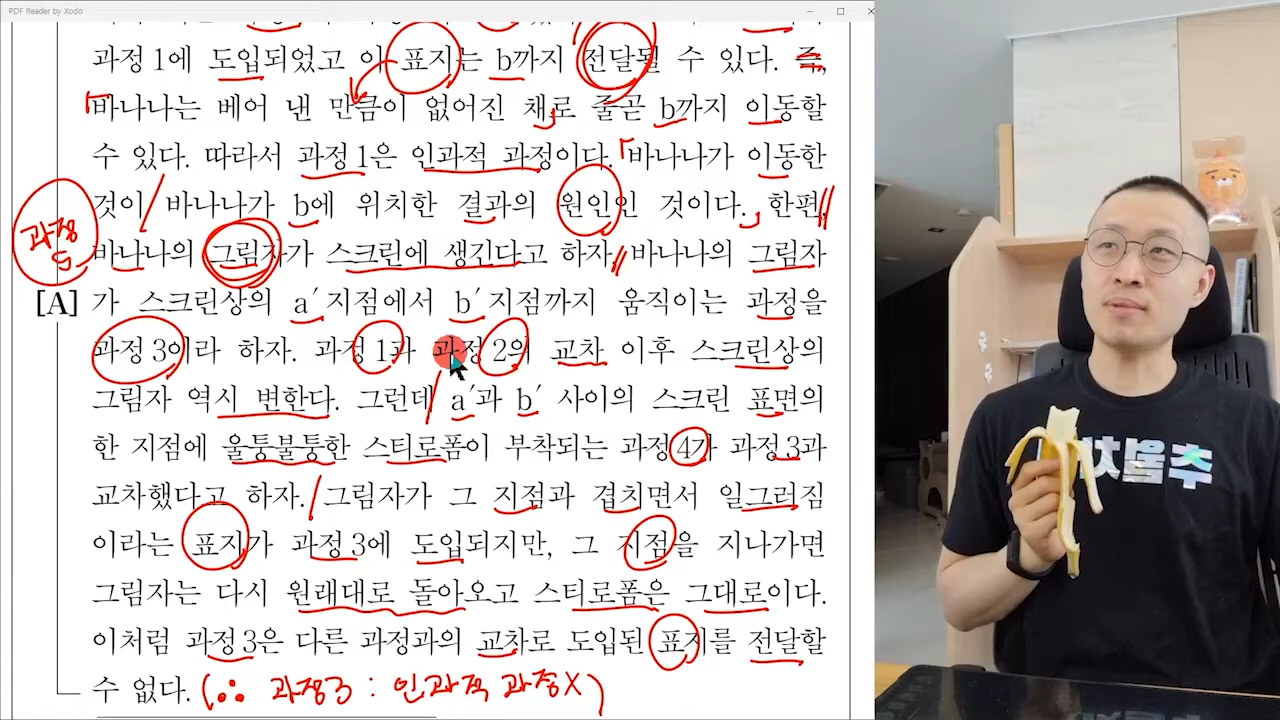 PDF Reader by Xodo
과정 1에 도입되었고 이 표지는 b까지 전달될 수 있다. 즉,
바나나는 베어 낸 만큼이 없어진 채로 줄곧 b까지 이동할
수 있다. 따라서 과정 1은 인과적 과정이다. 바나나가 이동한
것이 바나나가 b에 위치한 결과의 원인인 것이다. 한편,
과정
바나나의 그림자가 스크린에 생긴다고 하자. 바나나의 그림자
[A] 가 스크린상의 a′지점에서 b′지점까지 움직이는 과정을
과정 3이라 하자. 과정 1과 과정 2의 교차 이후 스크린상의
그림자 역시 변한다. 그런데 a′과 b′ 사이의 스크린 표면의
한 지점에 울퉁불퉁한 스티로폼이 부착되는 과정 4가 과정 3과
교차했다고 하자. 그림자가 그 지점과 겹치면서 일그러짐
이라는 표지가 과정 3에 도입되지만, 그 지점을 지나가면
그림자는 다시 원래대로 돌아오고 스티로폼은 그대로이다.
이처럼 과정 3은 다른 과정과의 교차로 도입된 표지를 전달할
수 없다. (∴ 과정3 : 인과적 과정X)